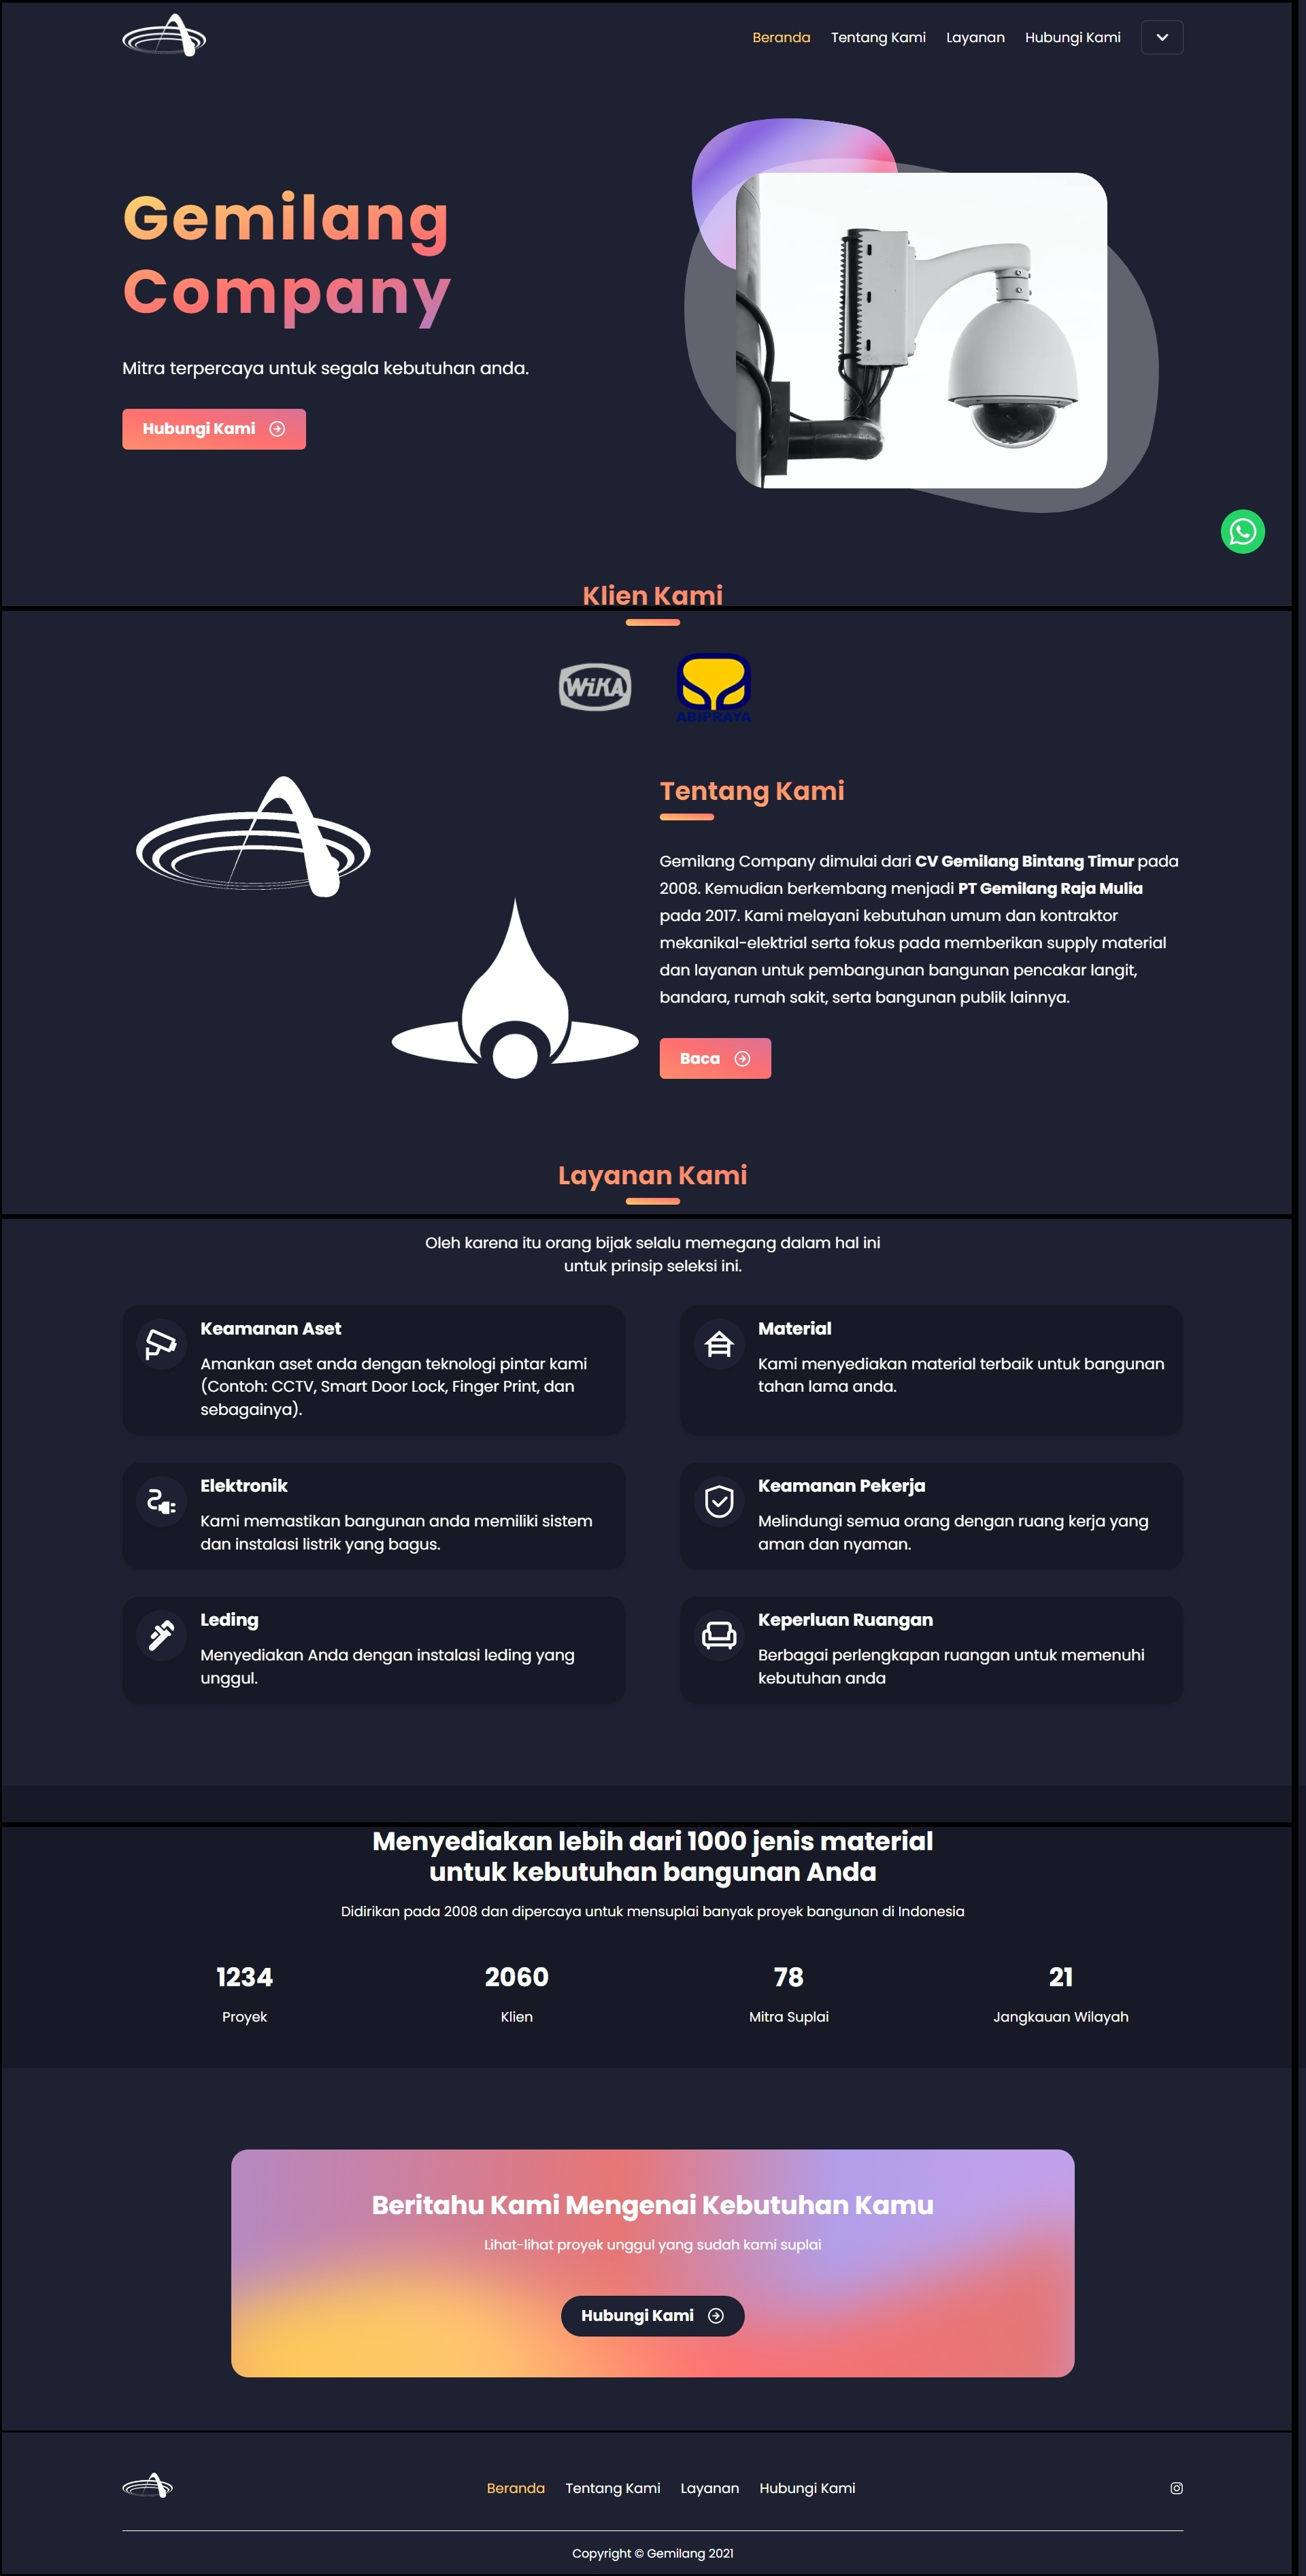 Beranda
Tentang Kami
Layanan
Hubungi Kami
Gemilang
Company
Mitra terpercaya untuk segala kebutuhan anda.
Hubungi Kami
Klien Kami
WiKA
ABIPRAYA
Tentang Kami
Gemilang Company dimulai dari CV Gemilang Bintang Timur pada
2008. Kemudian berkembang menjadi PT Gemilang Raja Mulia
pada 2017. Kami melayani kebutuhan umum dan kontraktor
mekanikal-elektrial serta fokus pada memberikan supply material
dan layanan untuk pembangunan bangunan pencakar langit,
bandara, rumah sakit, serta bangunan publik lainnya.
Baca
Layanan Kami
Oleh karena itu orang bijak selalu memegang dalam hal ini
untuk prinsip seleksi ini.
Keamanan Aset
Amankan aset anda dengan teknologi pintar kami
(Contoh: CCTV, Smart Door Lock, Finger Print, dan
sebagainya).
Material
Kami menyediakan material terbaik untuk bangunan
tahan lama anda.
Elektronik
Kami memastikan bangunan anda memiliki sistem
dan instalasi listrik yang bagus.
Keamanan Pekerja
Melindungi semua orang dengan ruang kerja yang
aman dan nyaman.
Leding
Menyediakan Anda dengan instalasi leding yang
unggul.
Keperluan Ruangan
Berbagai perlengkapan ruangan untuk memenuhi
kebutuhan anda
Menyediakan lebih dari 1000 jenis material
untuk kebutuhan bangunan Anda
Didirikan pada 2008 dan dipercaya untuk mensuplai banyak proyek bangunan di Indonesia
1234
Proyek
2060
Klien
78
Mitra Suplai
21
Jangkauan Wilayah
Beritahu Kami Mengenai Kebutuhan Kamu
Lihat-lihat proyek unggul yang sudah kami suplai
Hubungi Kami
Beranda
Tentang Kami
Layanan
Hubungi Kami
Copyright © Gemilang 2021